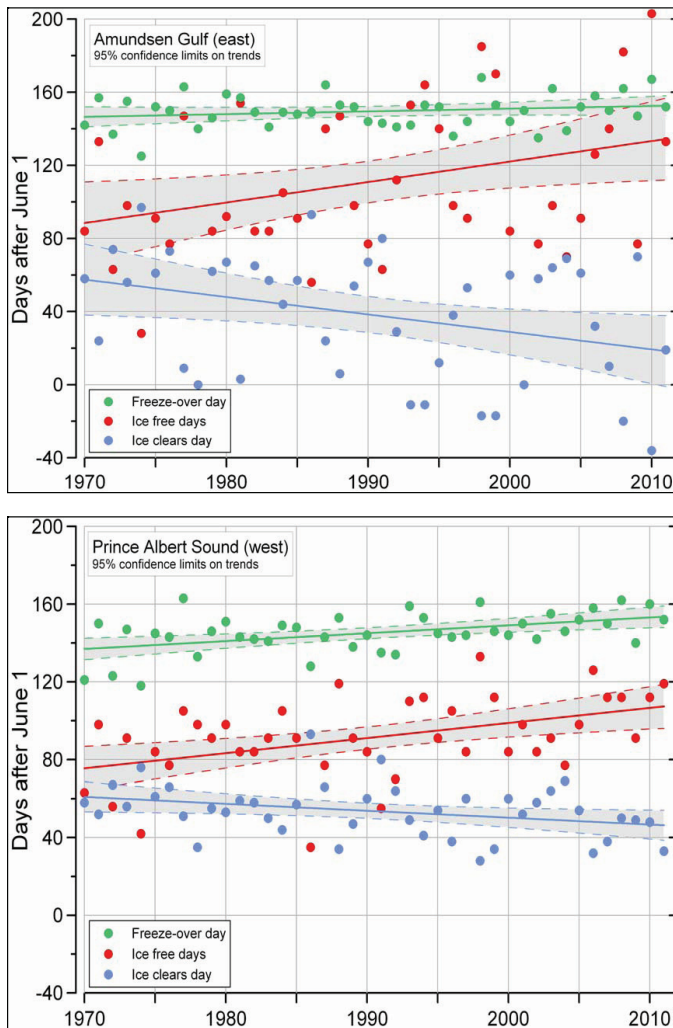 Amundsen Gulf (east)
95% confidence limits on trends
Days after June 1
200
160
120
80
40
0
-40
Freeze-over day
Ice free days
Ice clears day
1970 1980 1990 2000 2010
Prince Albert Sound (west)
95% confidence limits on trends
Days after June 1
200
160
120
80
40
0
-40
Freeze-over day
Ice free days
Ice clears day
1970 1980 1990 2000 2010